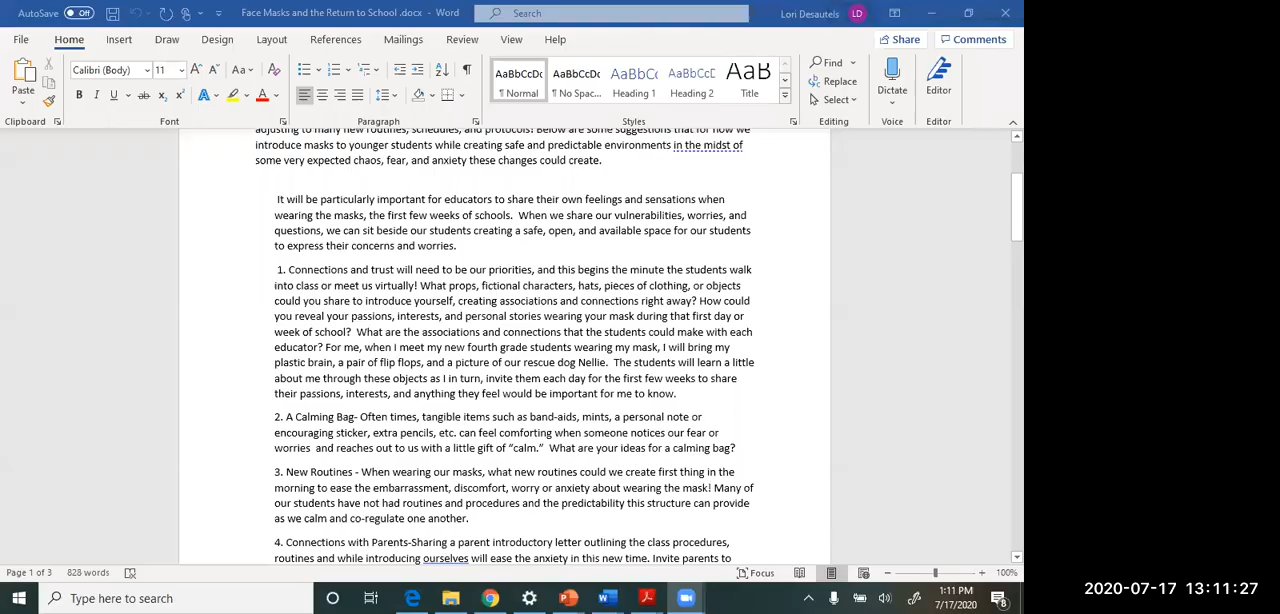 AutoSave Off Face Masks and the Return to School .docx - Word Search Lori Desautels LD
File Home Insert Draw Design Layout References Mailings Review View Help Share Comments
Paste Calibri (Body) 11 A A Aa A AaBbCcDc AaBbCcDc AaBbCc AaBbCcE AaB Find Dictate Editor
B I U ab x₂ x² A A ¶ Normal ¶ No Spac... Heading 1 Heading 2 Title Replace
Select
Clipboard Font Paragraph Styles Editing Voice Editor
adjusting to many new routines, schedules, and protocols! Below are some suggestions that for how we
introduce masks to younger students while creating safe and predictable environments in the midst of
some very expected chaos, fear, and anxiety these changes could create.
It will be particularly important for educators to share their own feelings and sensations when
wearing the masks, the first few weeks of schools. When we share our vulnerabilities, worries, and
questions, we can sit beside our students creating a safe, open, and available space for our students
to express their concerns and worries.
1. Connections and trust will need to be our priorities, and this begins the minute the students walk
into class or meet us virtually! What props, fictional characters, hats, pieces of clothing, or objects
could you share to introduce yourself, creating associations and connections right away? How could
you reveal your passions, interests, and personal stories wearing your mask during that first day or
week of school? What are the associations and connections that the students could make with each
educator? For me, when I meet my new fourth grade students wearing my mask, I will bring my
plastic brain, a pair of flip flops, and a picture of our rescue dog Nellie. The students will learn a little
about me through these objects as I in turn, invite them each day for the first few weeks to share
their passions, interests, and anything they feel would be important for me to know.
2. A Calming Bag- Often times, tangible items such as band-aids, mints, a personal note or
encouraging sticker, extra pencils, etc. can feel comforting when someone notices our fear or
worries and reaches out to us with a little gift of “calm.” What are your ideas for a calming bag?
3. New Routines - When wearing our masks, what new routines could we create first thing in the
morning to ease the embarrassment, discomfort, worry or anxiety about wearing the mask! Many of
our students have not had routines and procedures and the predictability this structure can provide
as we calm and co-regulate one another.
4. Connections with Parents-Sharing a parent introductory letter outlining the class procedures,
routines and while introducing ourselves will ease the anxiety in this new time. Invite parents to
Page 1 of 3 828 words Focus 100%
Type here to search 1:11 PM
7/17/2020 8
2020-07-17 13:11:27